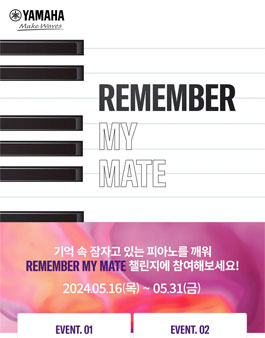 YAMAHA
Make Waves
REMEMBER
MY
MATE
기억 속 잠자고 있는 피아노를 깨워
REMEMBER MY MATE 챌린지에 참여해보세요!
2024.05.16(목) ~ 05.31(금)
EVENT. 01
EVENT. 02